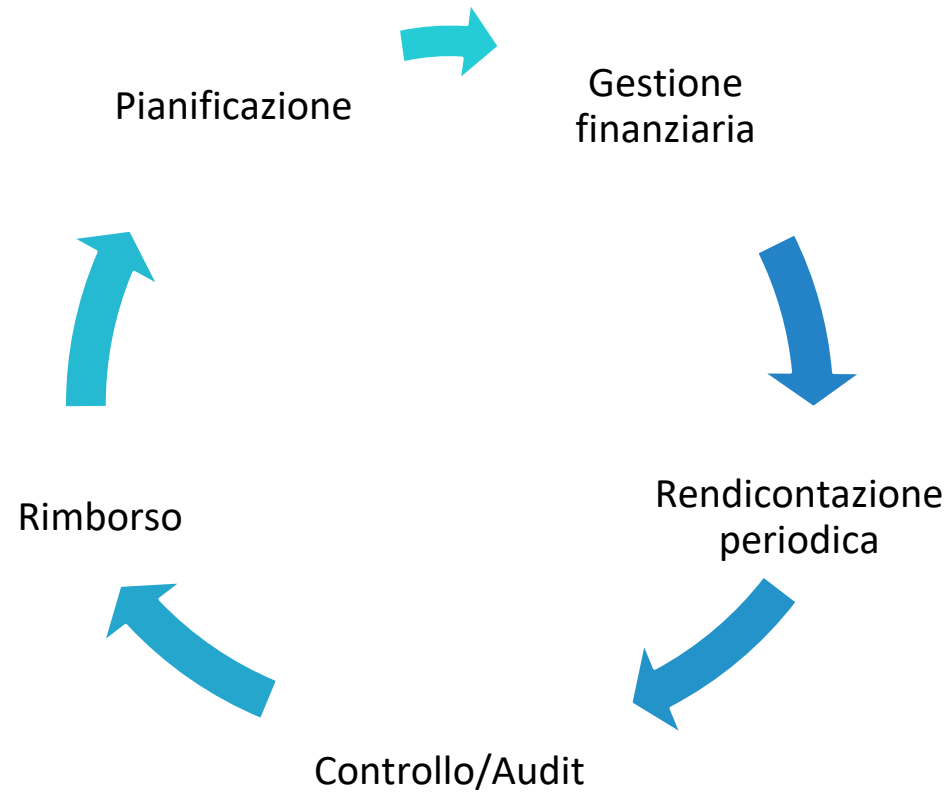 Pianificazione
Gestione
finanziaria
Rendicontazione
periodica
Controllo/Audit
Rimborso